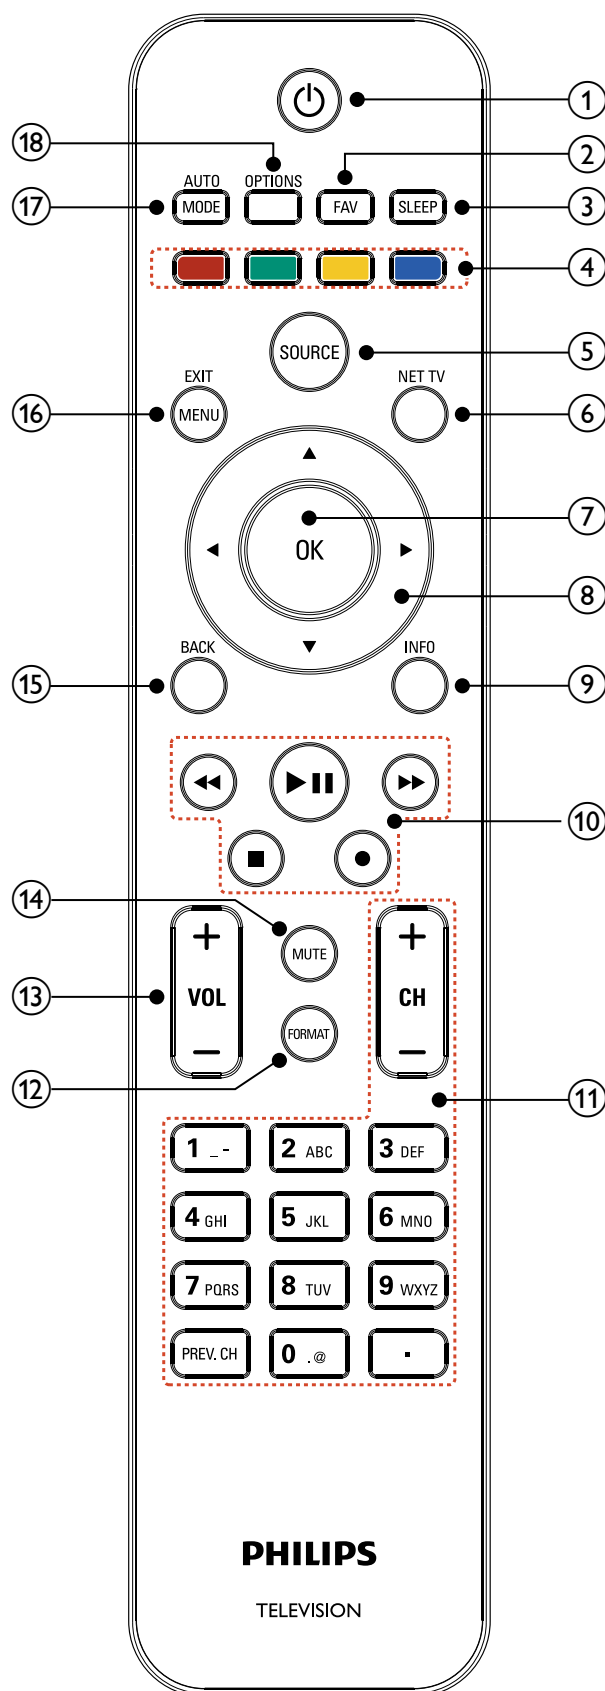 1
18
2
AUTO OPTIONS
17 MODE FAV SLEEP 3
4
SOURCE 5
EXIT NET TV
16 MENU 6
7
OK
8
BACK INFO
15 9
10
14
+ +
MUTE
13 VOL CH
FORMAT
- -
12 11
1 _ - 2 ABC 3 DEF
4 GHI 5 JKL 6 MNO
7 PQRS 8 TUV 9 WXYZ
PREV. CH 0 .@ .
PHILIPS
TELEVISION